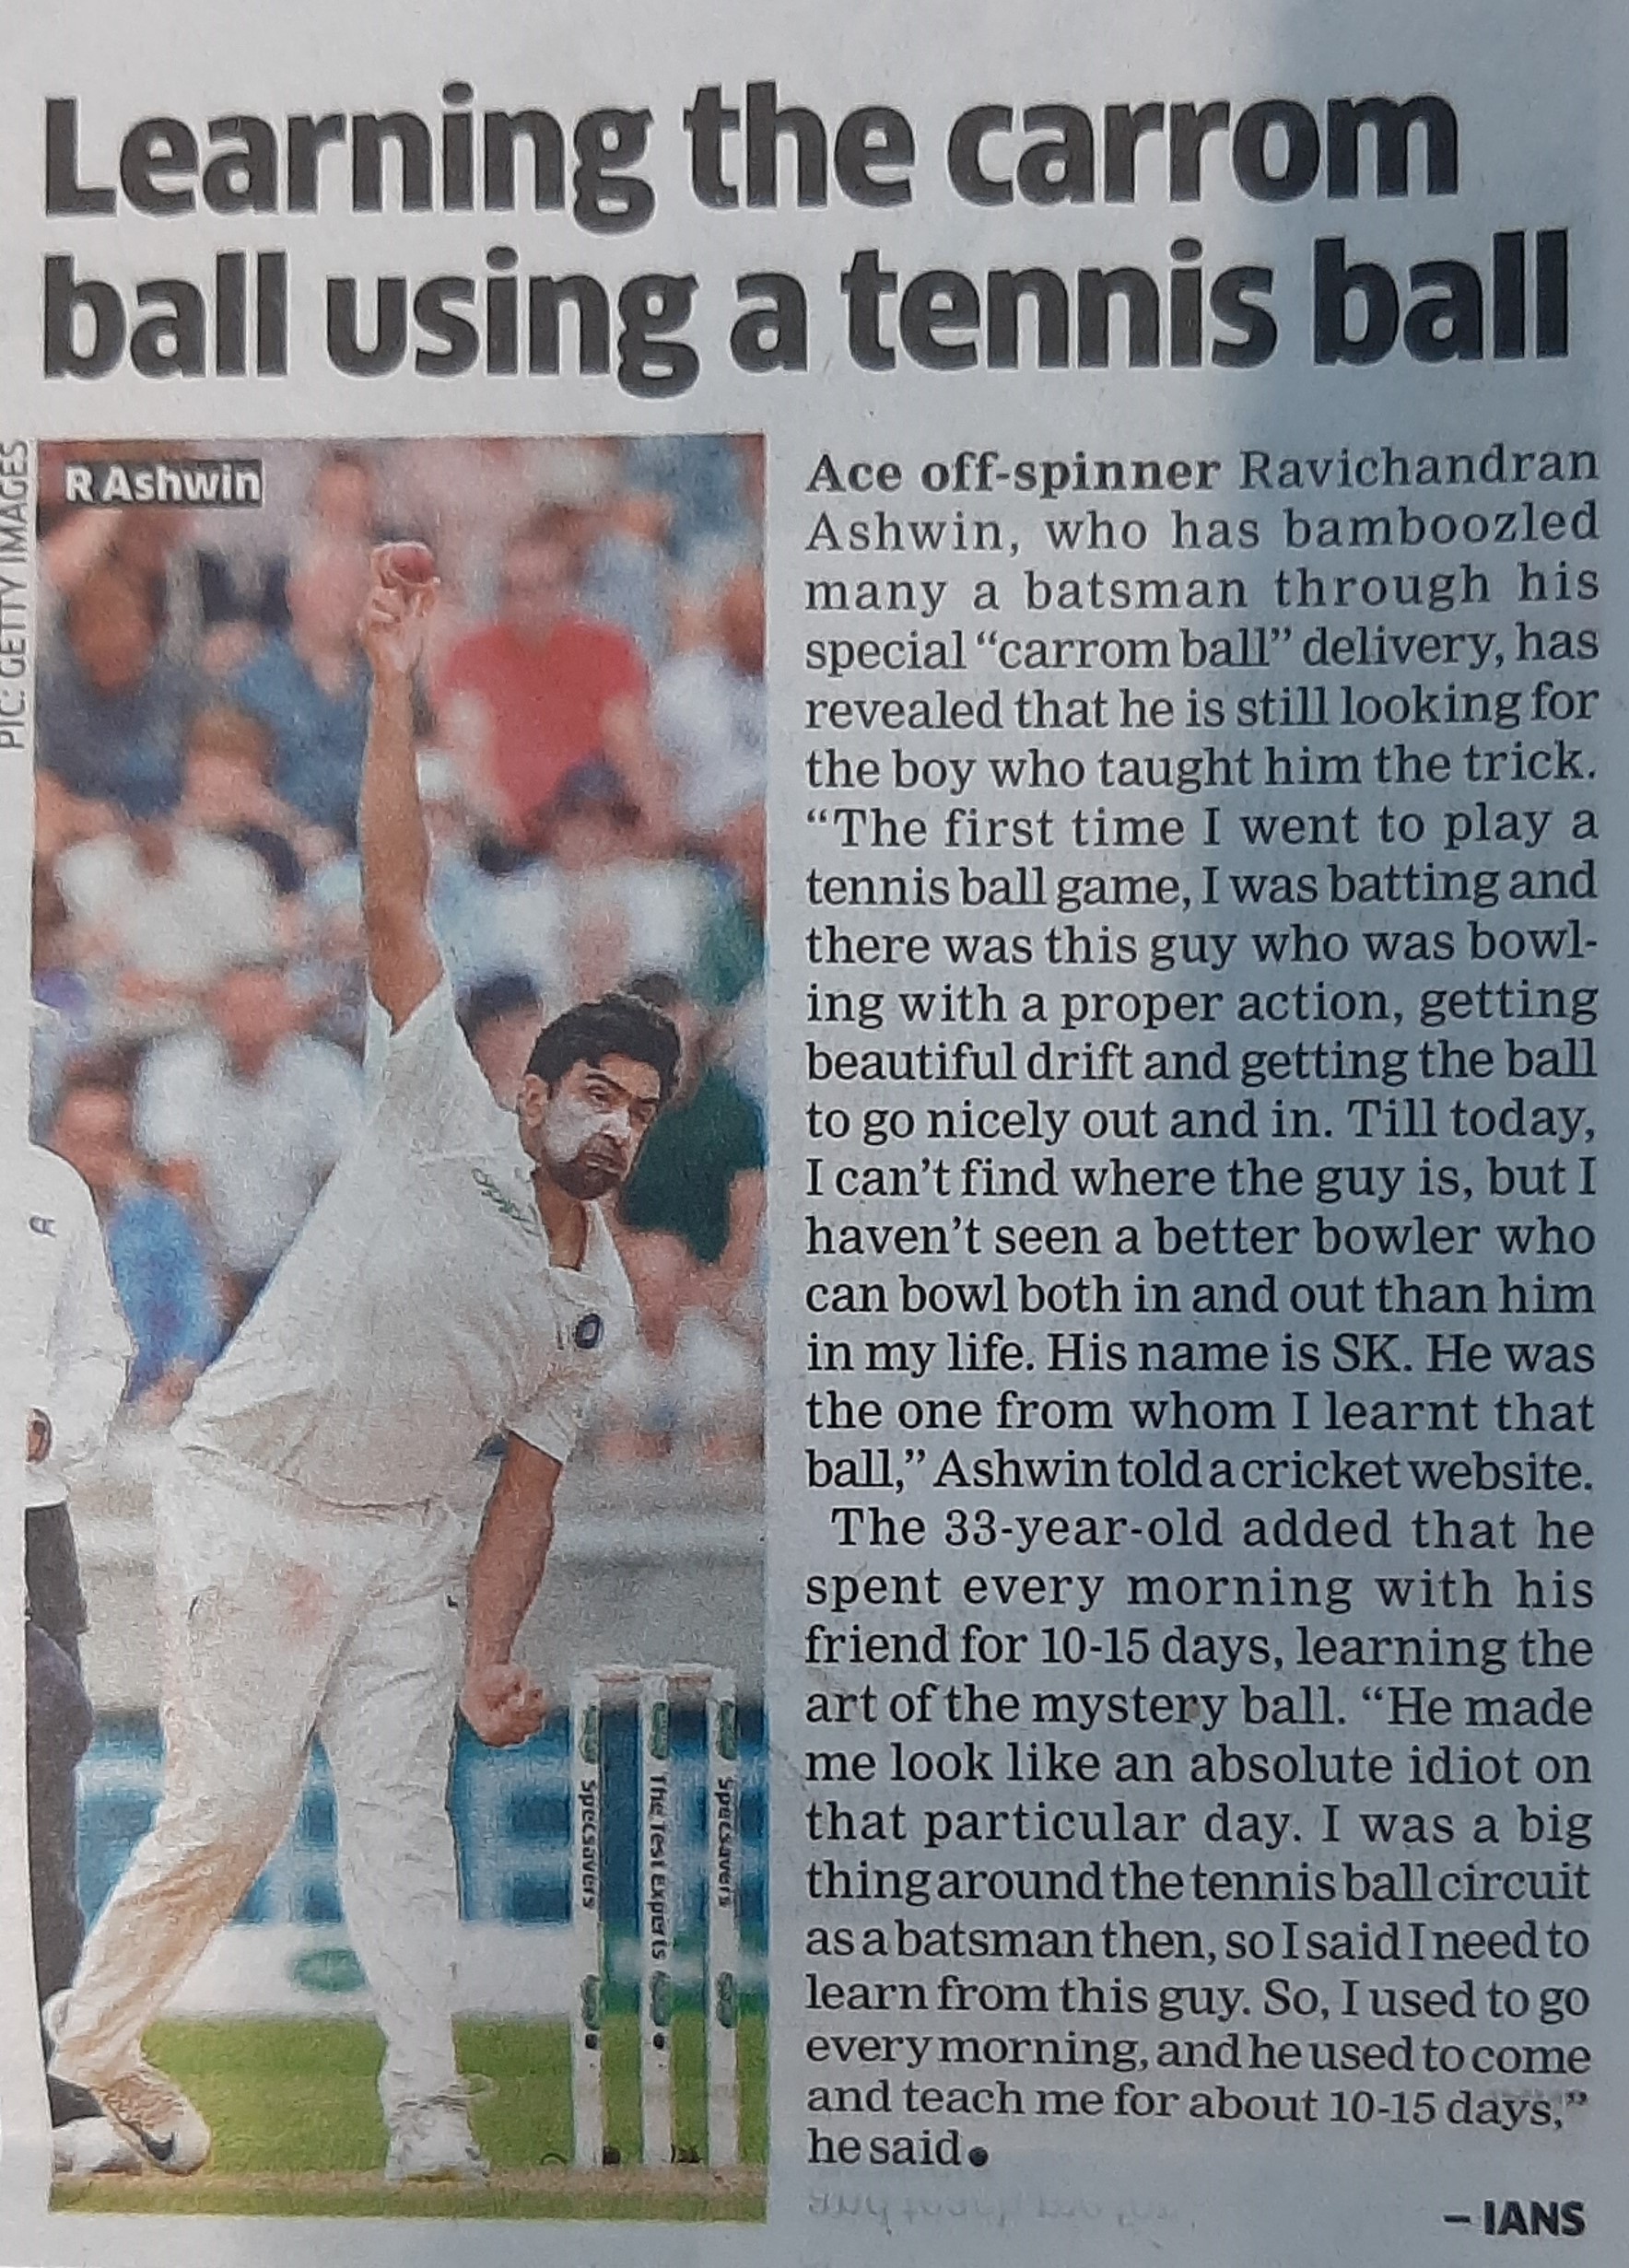 Learning the carrom
ball using a tennis ball
PIC: GETTY IMAGES
R Ashwin
Specsavers
The Test Experts
Specsavers
Ace off-spinner Ravichandran
Ashwin, who has bamboozled
many a batsman through his
special “carrom ball” delivery, has
revealed that he is still looking for
the boy who taught him the trick.
“The first time I went to play a
tennis ball game, I was batting and
there was this guy who was bowl-
ing with a proper action, getting
beautiful drift and getting the ball
to go nicely out and in. Till today,
I can’t find where the guy is, but I
haven’t seen a better bowler who
can bowl both in and out than him
in my life. His name is SK. He was
the one from whom I learnt that
ball,” Ashwin told a cricket website.
The 33-year-old added that he
spent every morning with his
friend for 10-15 days, learning the
art of the mystery ball. “He made
me look like an absolute idiot on
that particular day. I was a big
thing around the tennis ball circuit
as a batsman then, so I said I need to
learn from this guy. So, I used to go
every morning, and he used to come
and teach me for about 10-15 days,”
he said●
– IANS